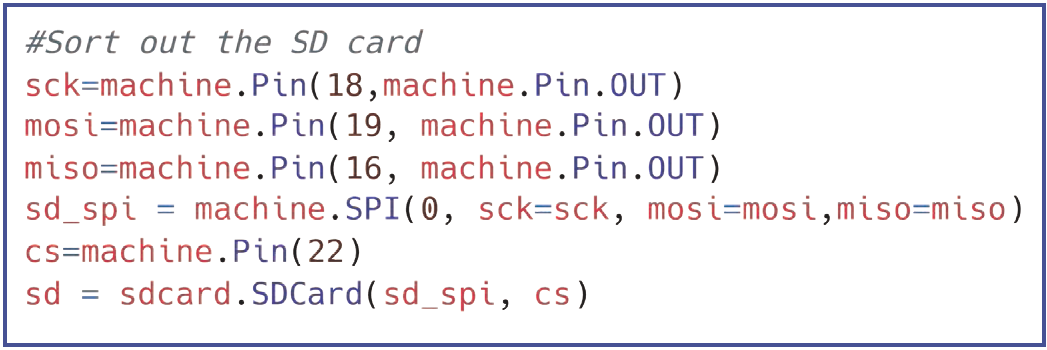 #Sort out the SD card
sck=machine.Pin(18,machine.Pin.OUT)
mosi=machine.Pin(19, machine.Pin.OUT)
miso=machine.Pin(16, machine.Pin.OUT)
sd_spi = machine.SPI(0, sck=sck, mosi=mosi,miso=miso)
cs=machine.Pin(22)
sd = sdcard.SDCard(sd_spi, cs)